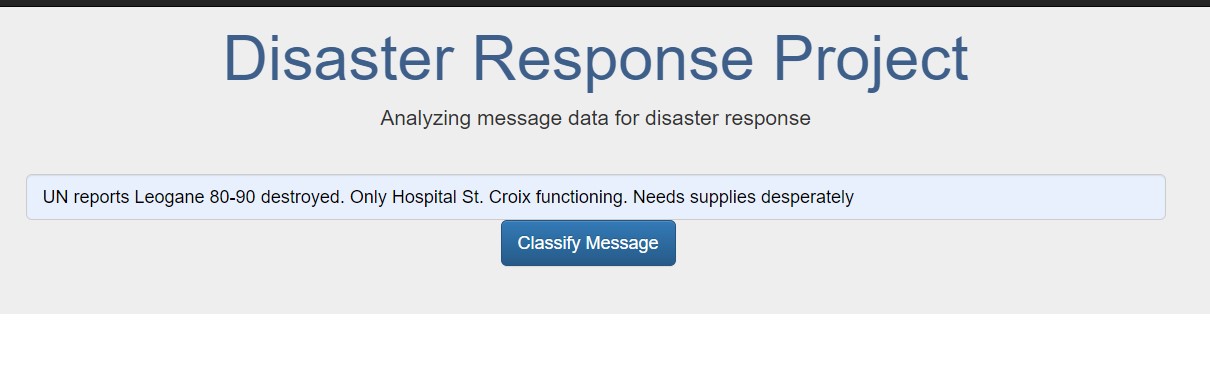 Disaster Response Project
Analyzing message data for disaster response
UN reports Leogane 80-90 destroyed. Only Hospital St. Croix functioning. Needs supplies desperately
Classify Message